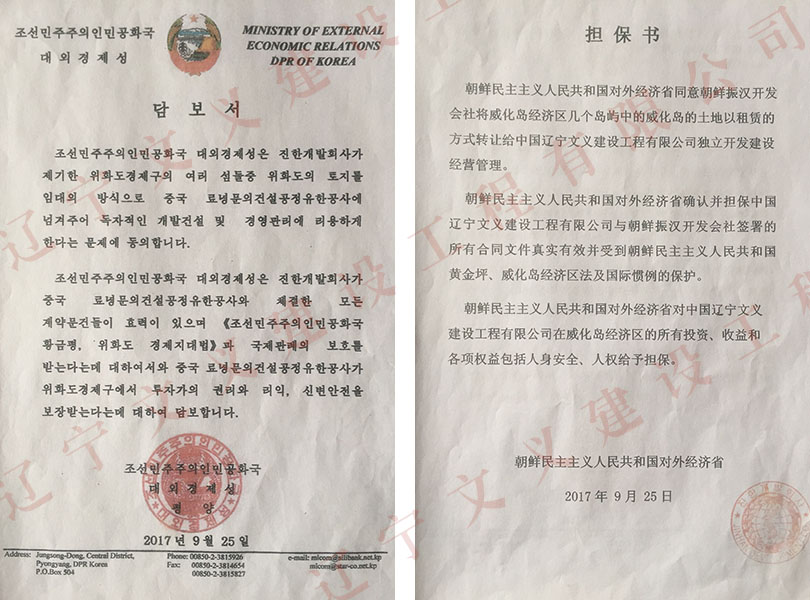 조선민주주의인민공화국
대외경제성
MINISTRY OF EXTERNAL
ECONOMIC RELATIONS
DPR OF KOREA
담보서
조선민주주의인민공화국 대외경제성은 진한개발회사가
제기한 위화도경제구의 여러 섬들중 위화도의 토지를
임대의 방식으로 중국 료녕문의건설공정유한공사에
넘겨주어 독자적인 개발건설 및 경영관리에 리용하게
한다는 문제에 동의합니다.
조선민주주의인민공화국 대외경제성은 진한개발회사가
중국 료녕문의건설공정유한공사와 체결한 모든
계약문건들이 효력이 있으며 《조선민주주의인민공화국
황금평, 위화도 경제지대법》과 국제관례의 보호를
받는다는데 대하여서와 중국 료녕문의건설공정유한공사가
위화도경제구에서 투자가의 권리와 리익, 신변안전을
보장받는다는데 대하여 담보합니다.
조선민주주의인민공화국
대외경제성
평양
2017년 9월 25일
Address: Jungsong-Dong, Central District,
Pyongyang, DPR Korea
P.O.Box 504
Phone: 00850-2-3815926
Fax: 00850-2-3814654
00850-2-3815827
e-mail: micom@silibank.net.kp
micom@star-co.net.kp
担保书
朝鲜民主主义人民共和国对外经济省同意朝鲜振汉开发
会社将威化岛经济区几个岛屿中的威化岛的土地以租赁的
方式转让给中国辽宁文义建设工程有限公司独立开发建设
经营管理。
朝鲜民主主义人民共和国对外经济省确认并担保中国
辽宁文义建设工程有限公司与朝鲜振汉开发会社签署的
所有合同文件真实有效并受到朝鲜民主主义人民共和国
黄金坪、威化岛经济区法及国际惯例的保护。
朝鲜民主主义人民共和国对外经济省对中国辽宁文义
建设工程有限公司在威化岛经济区的所有投资、收益和
各项权益包括人身安全、人权给予担保。
朝鲜民主主义人民共和国对外经济省
2017 年 9 月 25 日
辽宁文义建设工程有限公司
辽宁文义建设工程